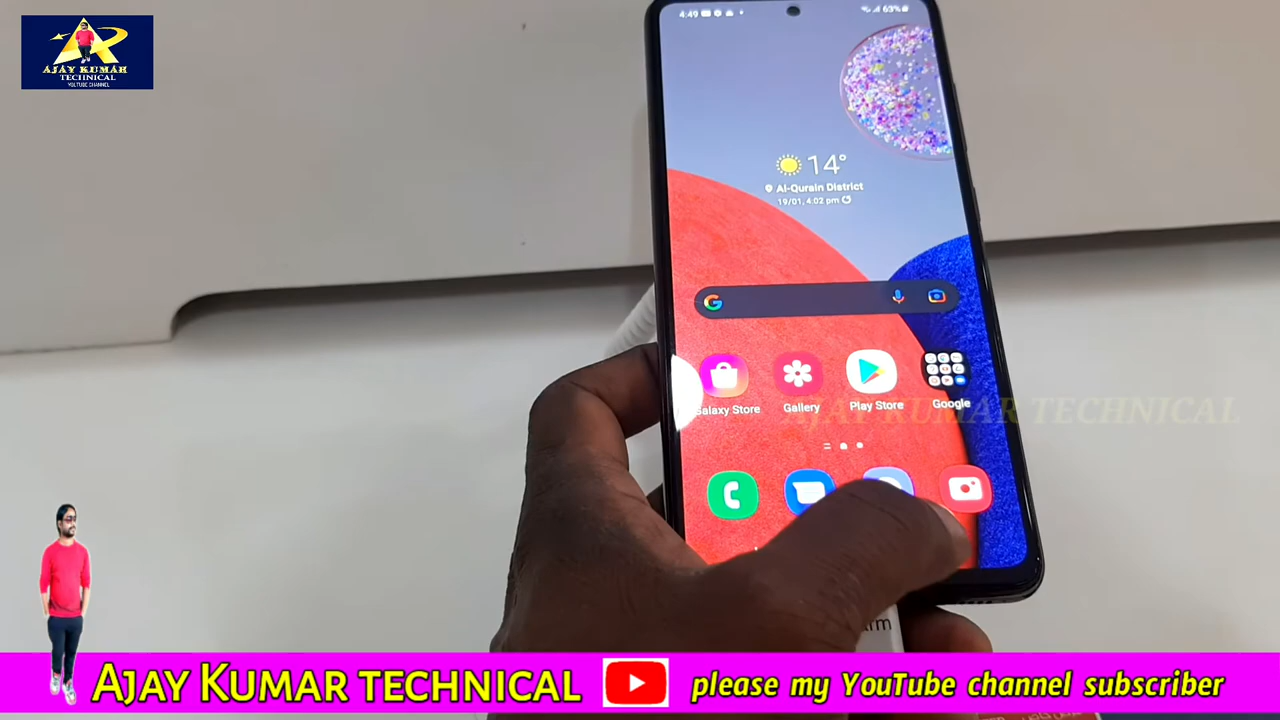 AJAY KUMAR
TECHNICAL
YOUTUBE CHANNEL
4:49
63%
14°
Al-Qurain District
19/01, 4:02 pm
Galaxy Store
Gallery
Play Store
Google
AJAY KUMAR TECHNICAL
AJAY KUMAR TECHNICAL
please my YouTube channel subscriber